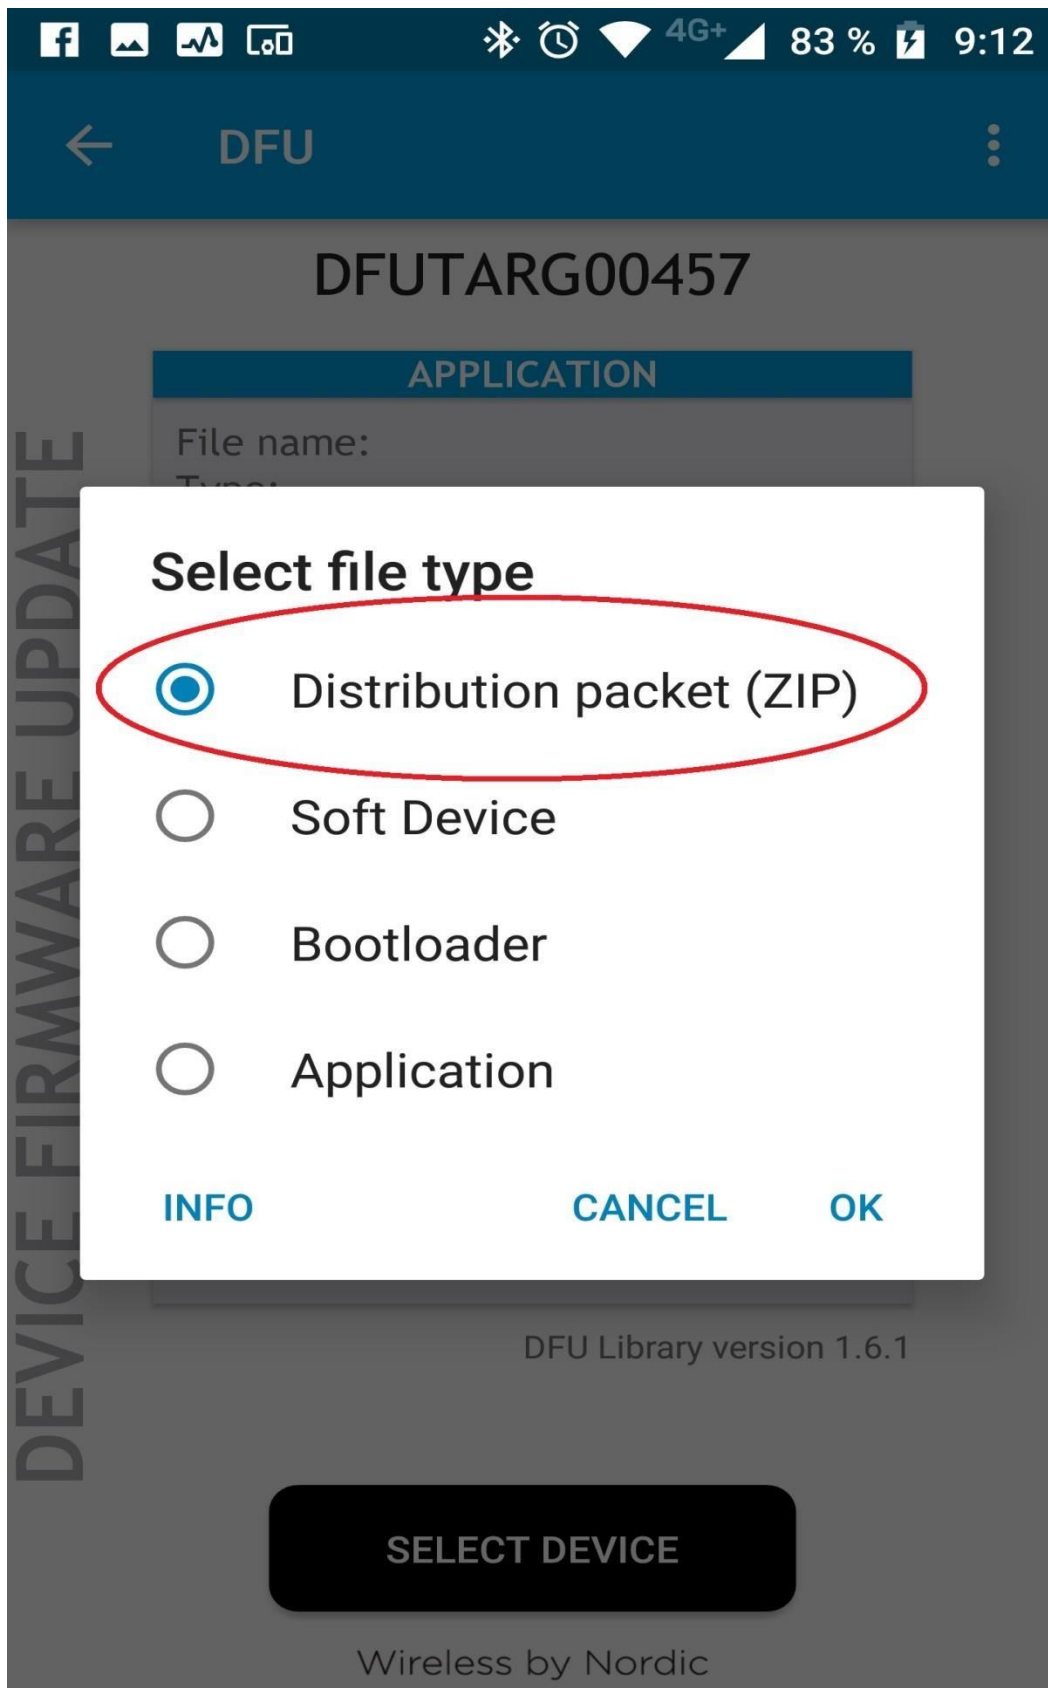 4G+ 83 % 9:12
DFU
DFUTARG00457
APPLICATION
File name:
Type:
DEVICE FIRMWARE UPDATE
Select file type
Distribution packet (ZIP)
Soft Device
Bootloader
Application
INFO CANCEL OK
DFU Library version 1.6.1
SELECT DEVICE
Wireless by Nordic